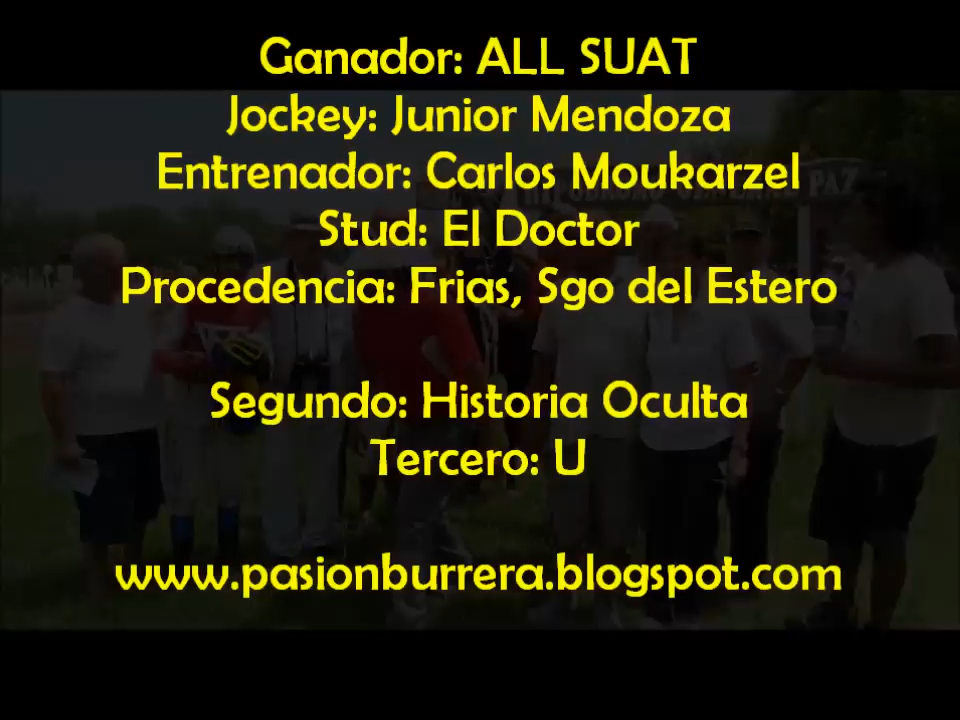 Ganador: ALL SUAT
Jockey: Junior Mendoza
Entrenador: Carlos Moukarzel
Stud: El Doctor
Procedencia: Frias, Sgo del Estero
Segundo: Historia Oculta
Tercero: U
www.pasionburrera.blogspot.com